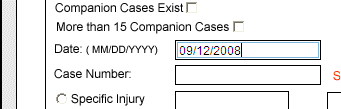 Companion Cases Exist
More than 15 Companion Cases
Date: ( MM/DD/YYYY) 09/12/2008
Case Number:
S
Specific Injury